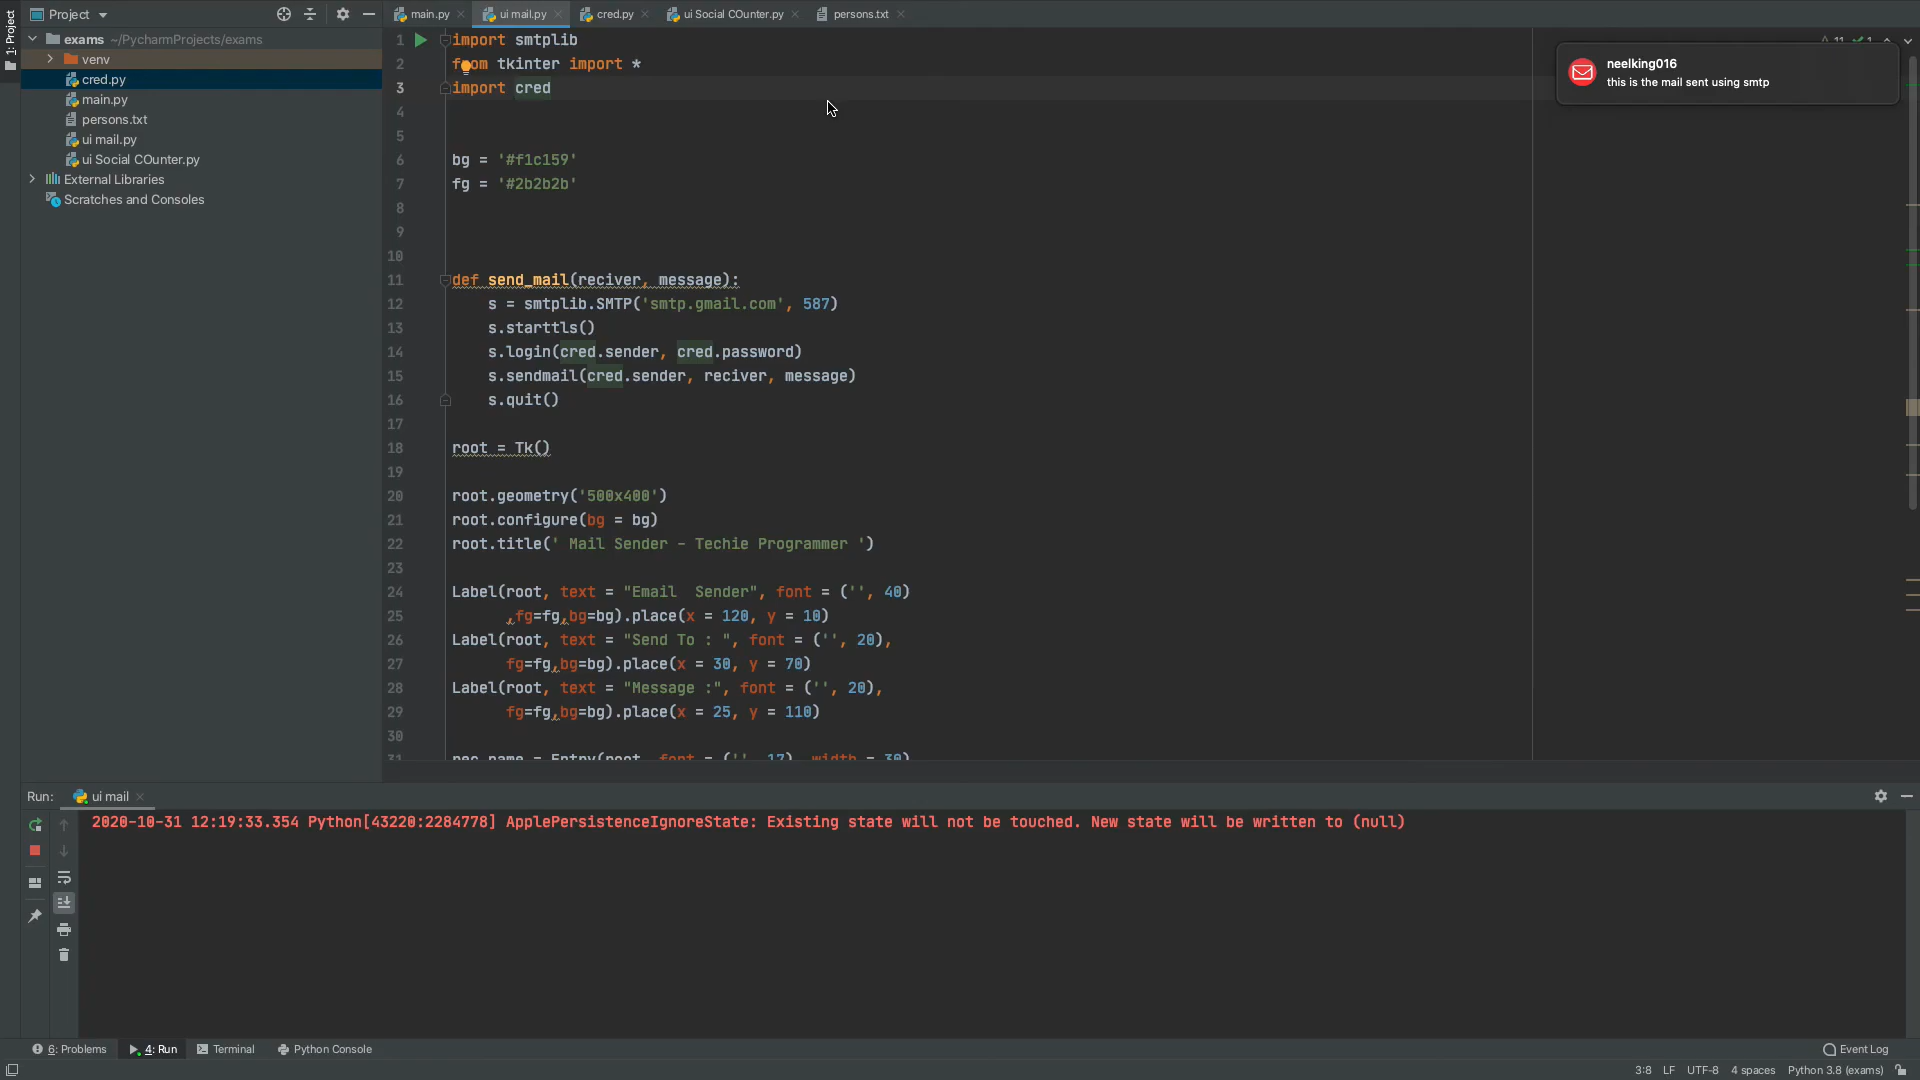 1: Project
Project
exams ~/PycharmProjects/exams
venv
cred.py
main.py
persons.txt
ui mail.py
ui Social COunter.py
External Libraries
Scratches and Consoles
main.py
ui mail.py
cred.py
ui Social COunter.py
persons.txt
1 import smtplib
2 from tkinter import *
3 import cred
4
5
6 bg = '#f1c159'
7 fg = '#2b2b2b'
8
9
10
11 def send_mail(reciver, message):
12 s = smtplib.SMTP('smtp.gmail.com', 587)
13 s.starttls()
14 s.login(cred.sender, cred.password)
15 s.sendmail(cred.sender, reciver, message)
16 s.quit()
17
18 root = Tk()
19
20 root.geometry('500x400')
21 root.configure(bg = bg)
22 root.title(' Mail Sender - Techie Programmer ')
23
24 Label(root, text = "Email  Sender", font = ('', 40)
25 ,fg=fg,bg=bg).place(x = 120, y = 10)
26 Label(root, text = "Send To : ", font = ('', 20),
27 fg=fg,bg=bg).place(x = 30, y = 70)
28 Label(root, text = "Message :", font = ('', 20),
29 fg=fg,bg=bg).place(x = 25, y = 110)
30
31 rec_name = Entry(root, font = ('', 17), width = 30)
11 1
neelking016
this is the mail sent using smtp
Run: ui mail
2020-10-31 12:19:33.354 Python[43220:2284778] ApplePersistenceIgnoreState: Existing state will not be touched. New state will be written to (null)
6: Problems
4: Run
Terminal
Python Console
Event Log
3:8 LF UTF-8 4 spaces Python 3.8 (exams)